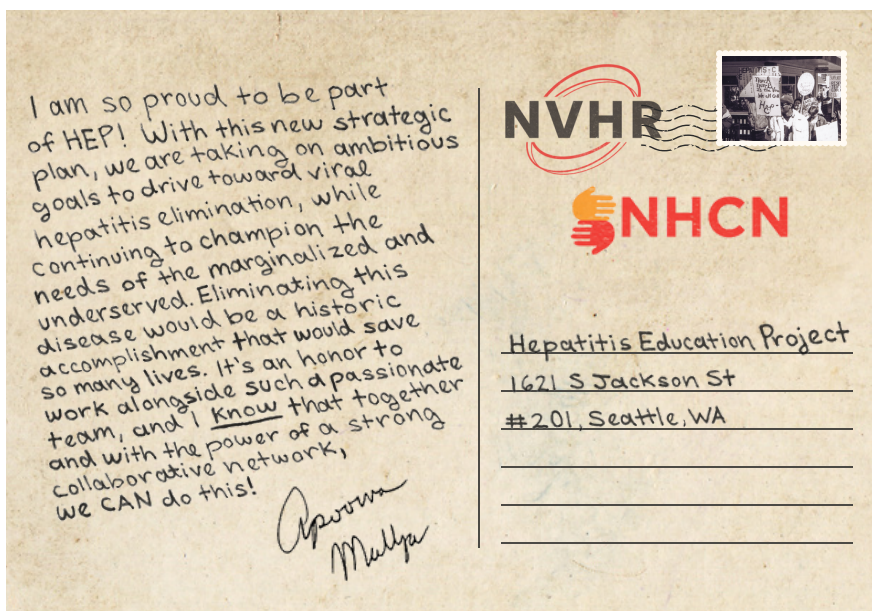 I am so proud to be part
of HEP! With this new strategic
plan, we are taking on ambitious
goals to drive toward viral
hepatitis elimination, while
continuing to champion the
needs of the marginalized and
underserved. Eliminating this
disease would be a historic
accomplishment that would save
so many lives. It's an honor to
work alongside such a passionate
team, and I know that together
and with the power of a strong
collaborative network,
we CAN do this!
Apoorva
Mallya
NVHR
NHCN
Hepatitis Education Project
1621 S Jackson St
#201, Seattle, WA